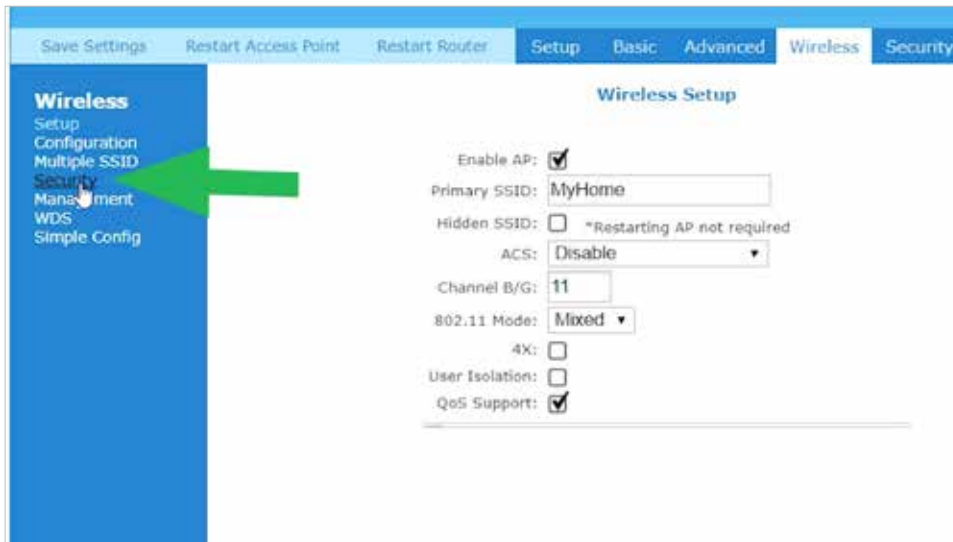 Save Settings Restart Access Point Restart Router Setup Basic Advanced Wireless Security
Wireless
Setup
Configuration
Multiple SSID
Security
Management
WDS
Simple Config
Wireless Setup
Enable AP:
Primary SSID: MyHome
Hidden SSID: *Restarting AP not required
ACS: Disable
Channel B/G: 11
802.11 Mode: Mixed
4X:
User Isolation:
QoS Support: